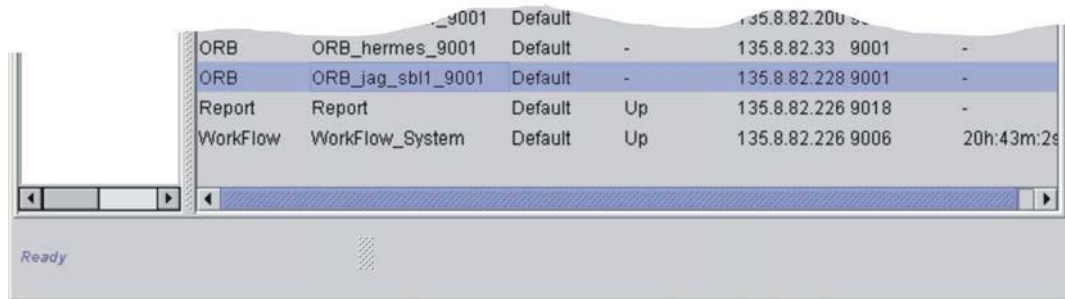 _9001 Default
ORB ORB_hermes_9001 Default - 135.8.82.33 9001 -
ORB ORB_jag_sbl1_9001 Default - 135.8.82.228 9001 -
Report Report Default Up 135.8.82.226 9018 -
WorkFlow WorkFlow_System Default Up 135.8.82.226 9006 20h:43m:2s
Ready